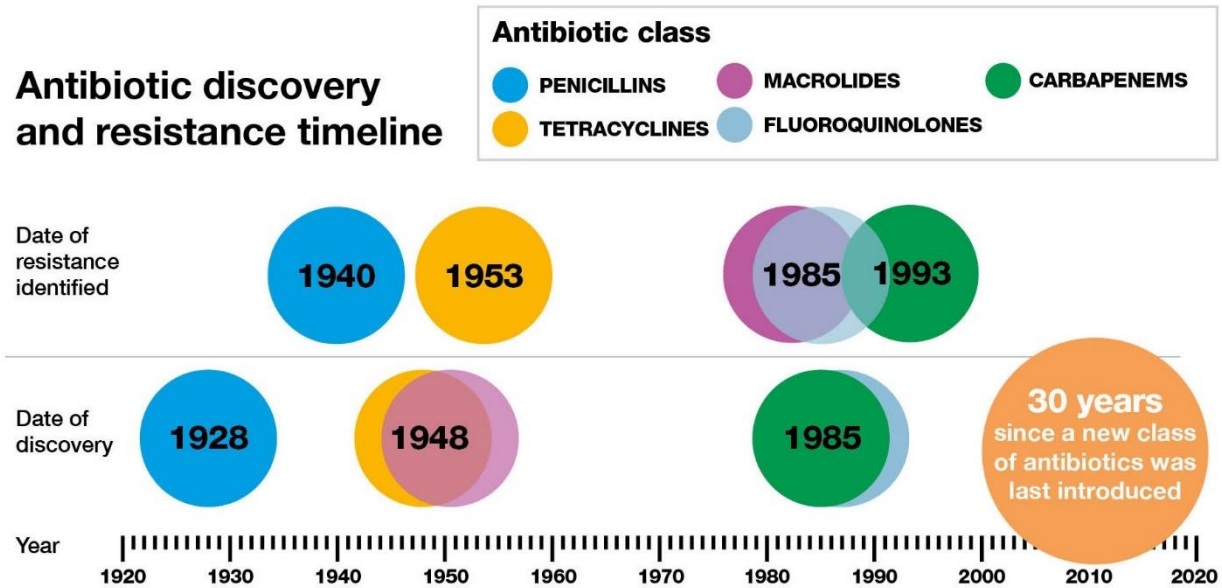 Antibiotic discovery
and resistance timeline
Antibiotic class
PENICILLINS
MACROLIDES
CARBAPENEMS
TETRACYCLINES
FLUOROQUINOLONES
Date of
resistance
identified
1940
1953
1985
1993
Date of
discovery
1928
1948
1985
30 years
since a new class
of antibiotics was
last introduced
Year
1920 1930 1940 1950 1960 1970 1980 1990 2000 2010 2020